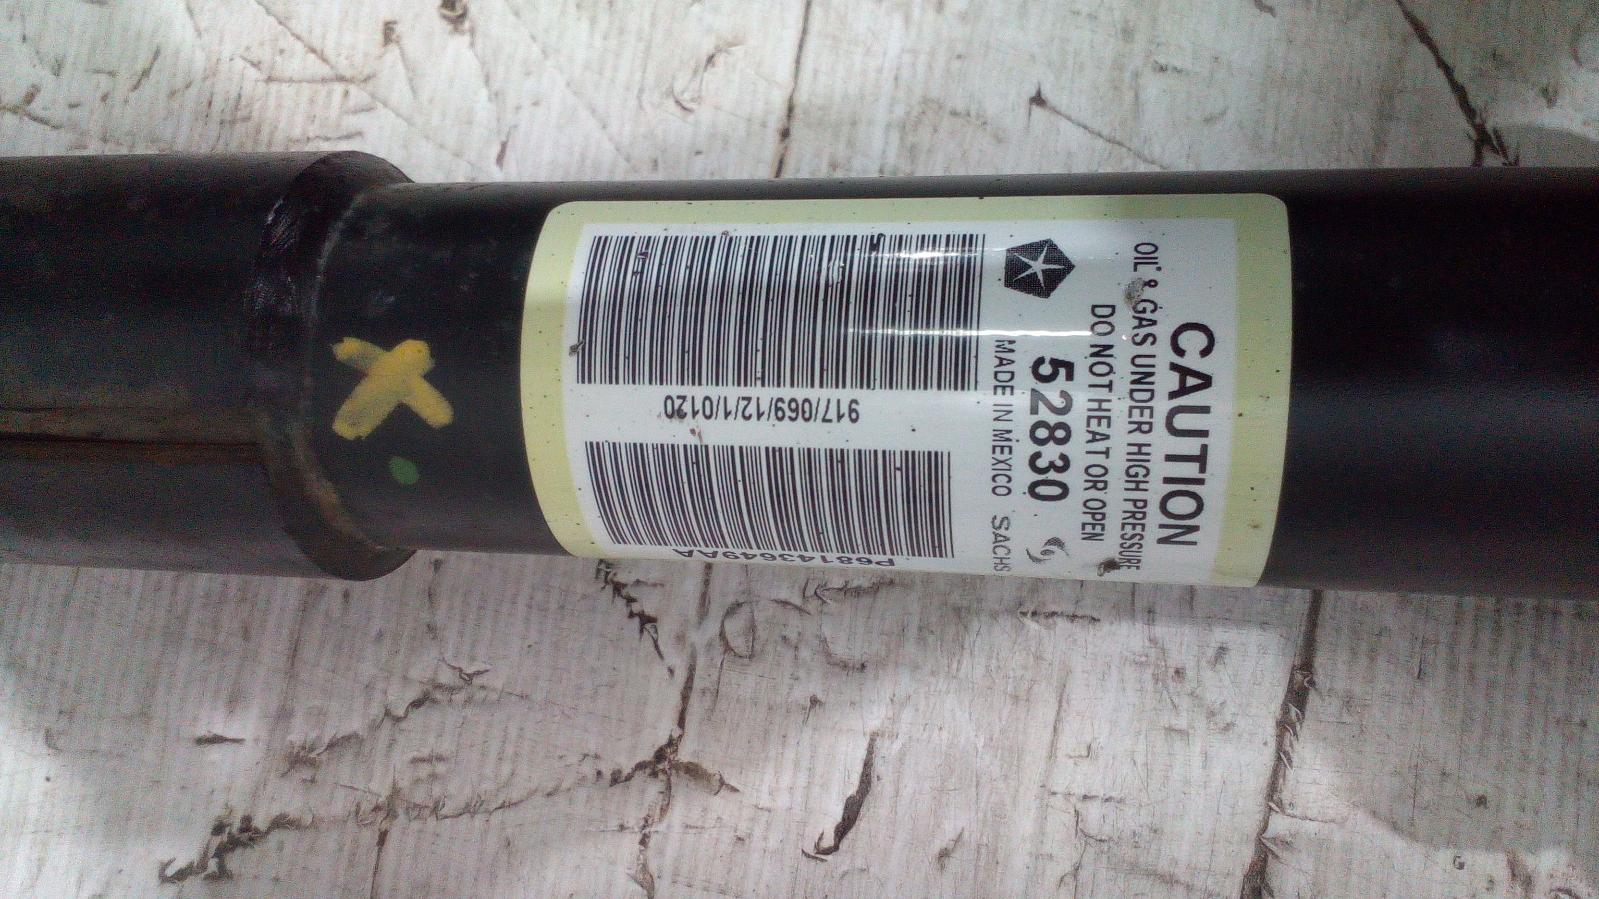 CAUTION
OIL & GAS UNDER HIGH PRESSURE
DO NOT HEAT OR OPEN
52830
MADE IN MEXICO SACHS
917/069/12/1/0120
P68143649AA